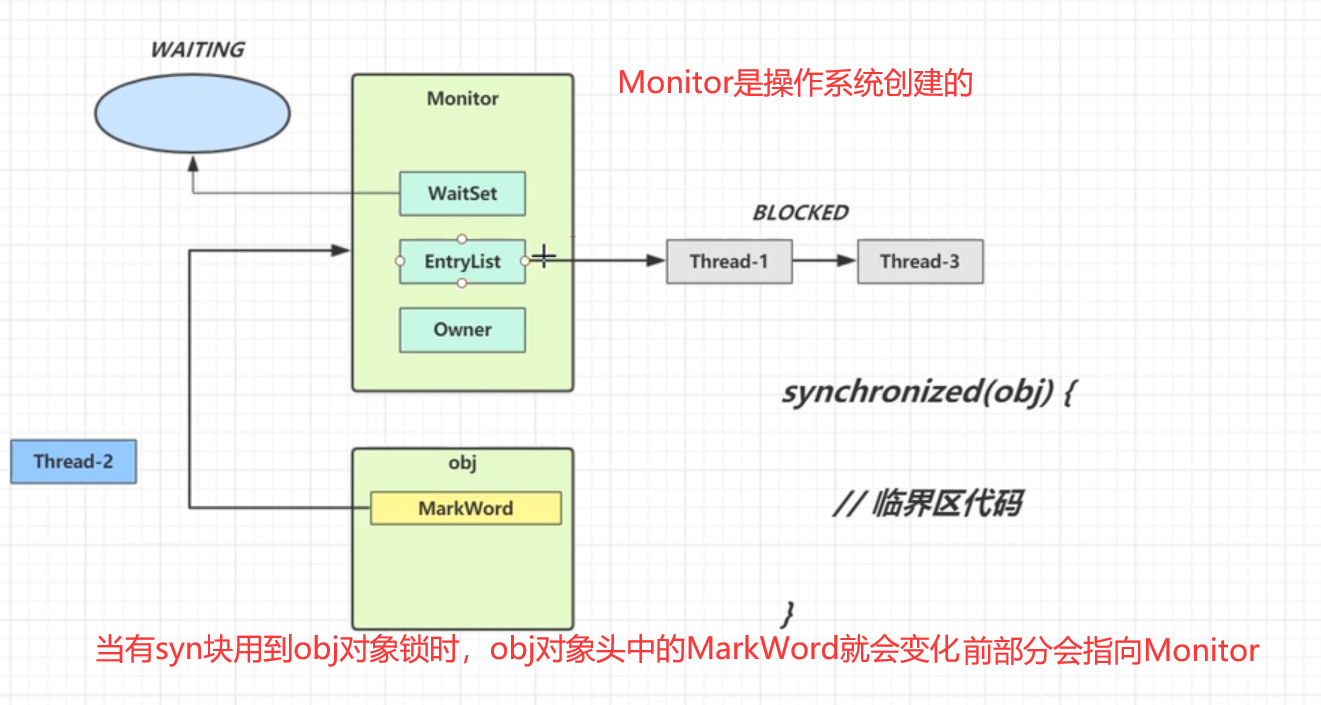 WAITING
Monitor
Monitor是操作系统创建的
WaitSet
BLOCKED
EntryList
Thread-1
Thread-3
Owner
synchronized(obj) {
Thread-2
obj
MarkWord
// 临界区代码
}
当有syn块用到obj对象锁时，obj对象头中的MarkWord就会变化前部分会指向Monitor